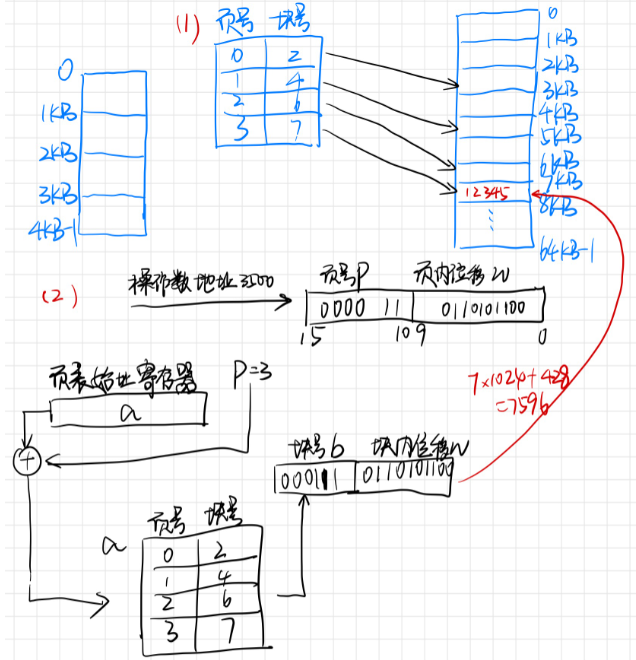 (1) 页号 块号
0 2
1 4
2 6
3 7
0
1KB
2KB
3KB
4KB-1
0
1KB
2KB
3KB
4KB
5KB
6KB
7KB
12345
8KB
⋮
64KB-1
(2) 操作数地址3500
页号P 页内位移W
0000 11 0110101100
15 10 9 0
页表始址寄存器 P=3
a
+
7×1024+428
=7596
块号b 块内位移W
000111 0110101100
页号 块号
a
0 2
1 4
2 6
3 7